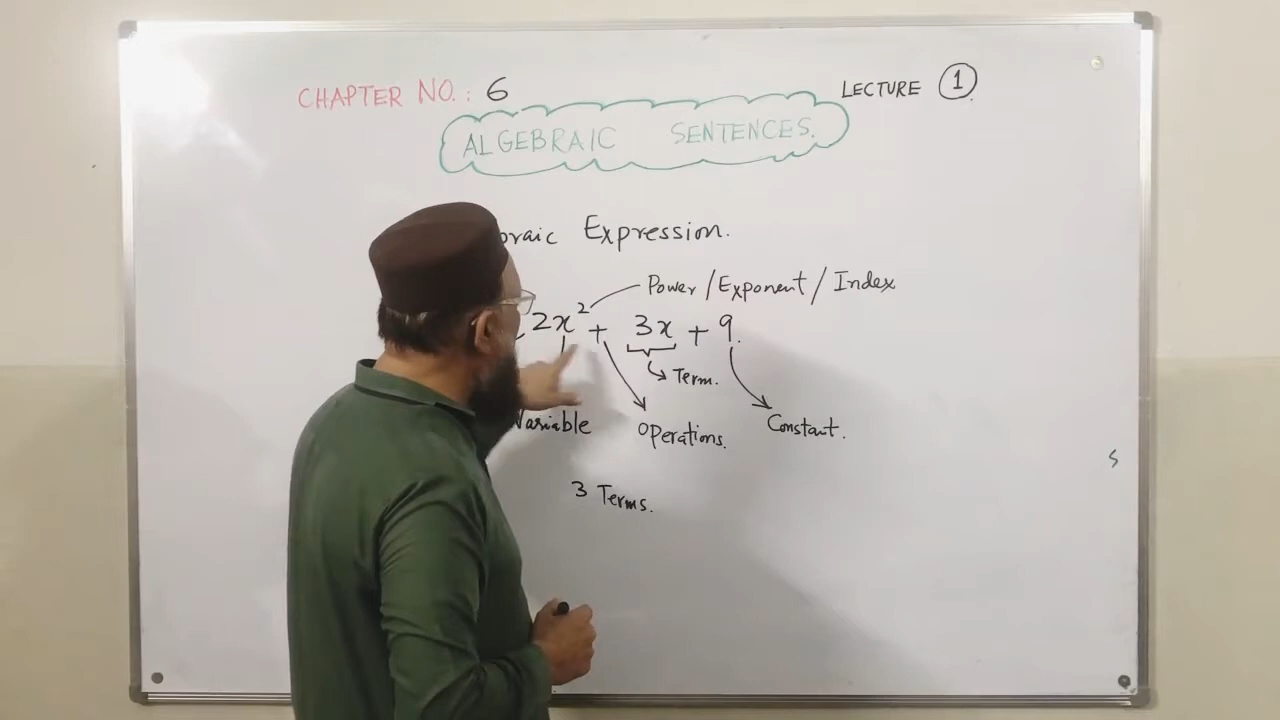 CHAPTER NO.: 6
LECTURE 1.
ALGEBRAIC SENTENCES.
Expression.
Power/Exponent/Index
2x² + 3x + 9.
Term.
Variable
Operations.
Constant.
3 Terms.
S